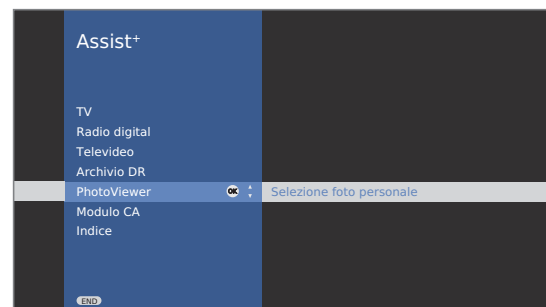 Assist+
TV
Radio digital
Televideo
Archivio DR
PhotoViewer OK Selezione foto personale
Modulo CA
Indice
END